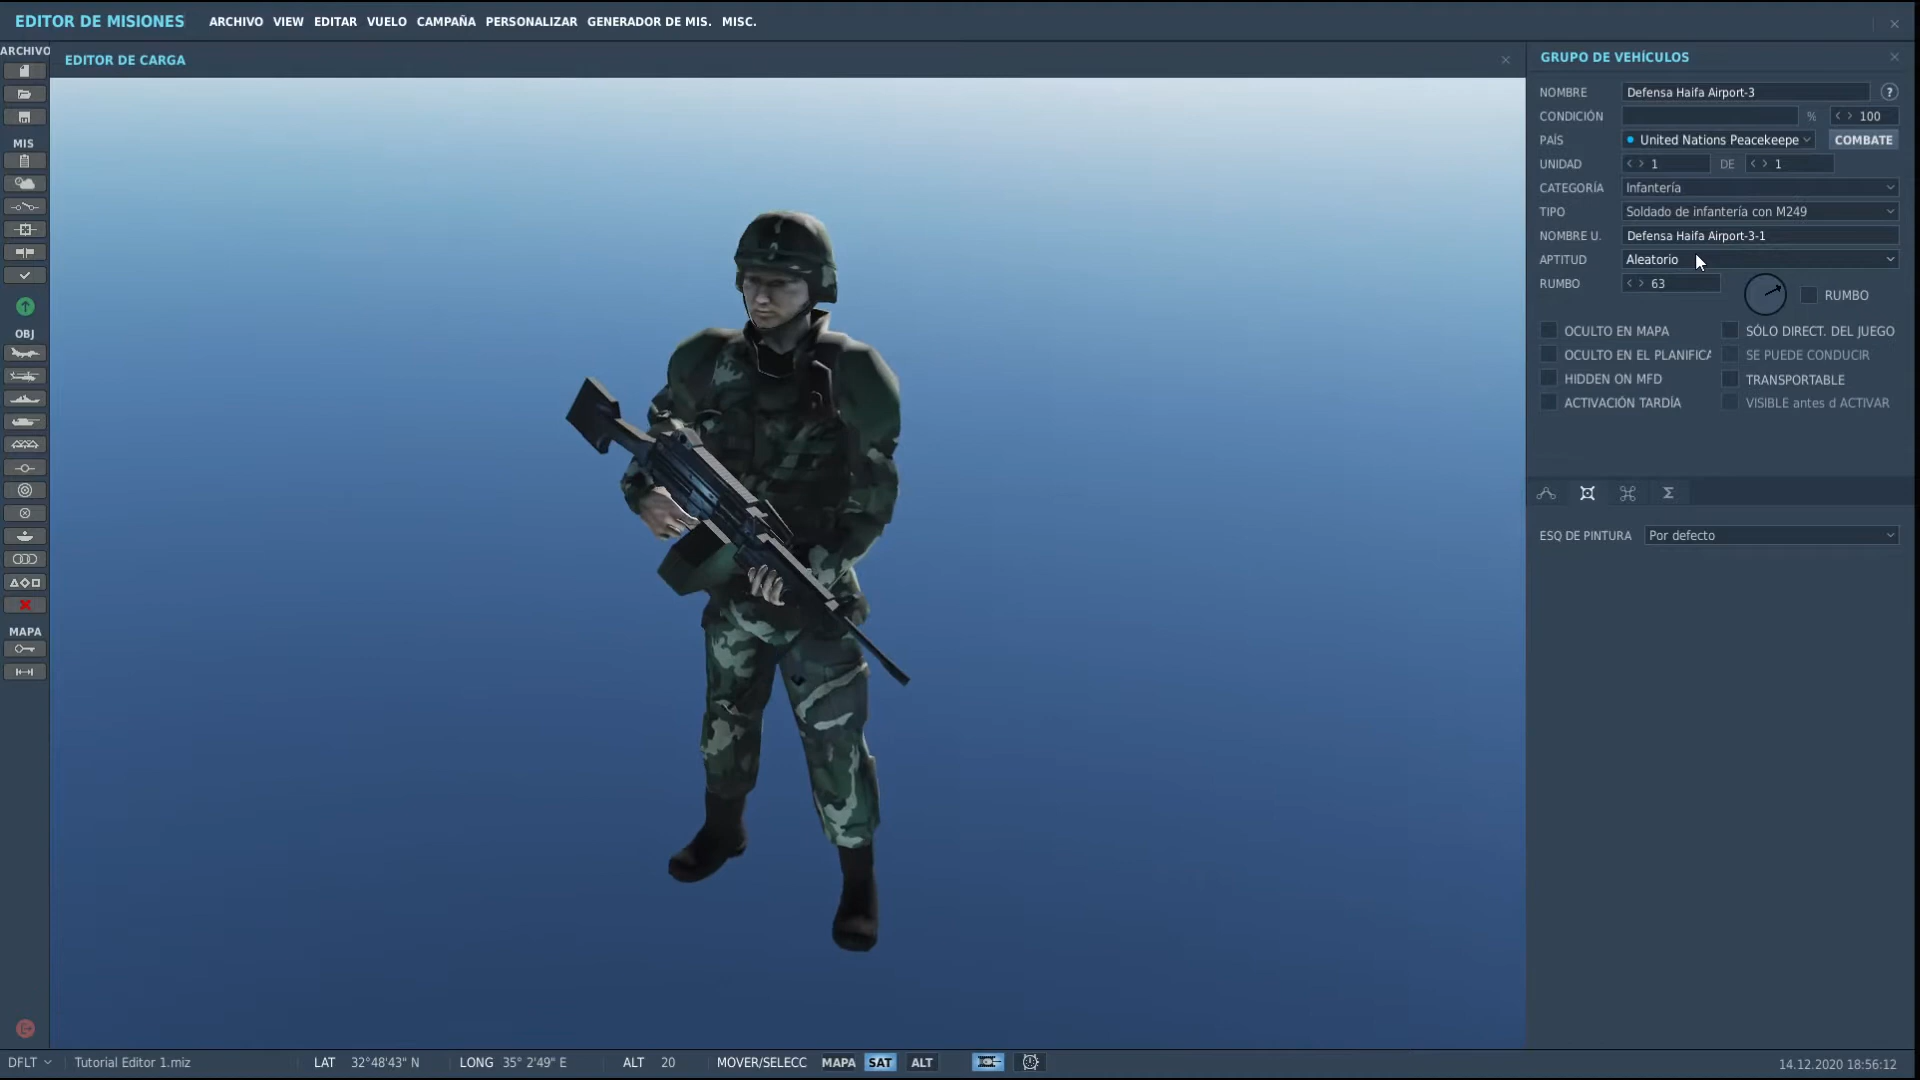 EDITOR DE MISIONES ARCHIVO VIEW EDITAR VUELO CAMPAÑA PERSONALIZAR GENERADOR DE MIS. MISC.
ARCHIVO
EDITOR DE CARGA
MIS
OBJ
MAPA
GRUPO DE VEHÍCULOS
NOMBRE Defensa Haifa Airport-3 ?
CONDICIÓN % 100
PAÍS United Nations Peacekeepe COMBATE
UNIDAD 1 DE 1
CATEGORÍA Infantería
TIPO Soldado de infantería con M249
NOMBRE U. Defensa Haifa Airport-3-1
APTITUD Aleatorio
RUMBO 63 RUMBO
OCULTO EN MAPA SÓLO DIRECT. DEL JUEGO
OCULTO EN EL PLANIFICA SE PUEDE CONDUCIR
HIDDEN ON MFD TRANSPORTABLE
ACTIVACIÓN TARDÍA VISIBLE antes d ACTIVAR
ESQ DE PINTURA Por defecto
DFLT Tutorial Editor 1.miz LAT 32°48'43" N LONG 35° 2'49" E ALT 20 MOVER/SELECC MAPA SAT ALT 14.12.2020 18:56:12